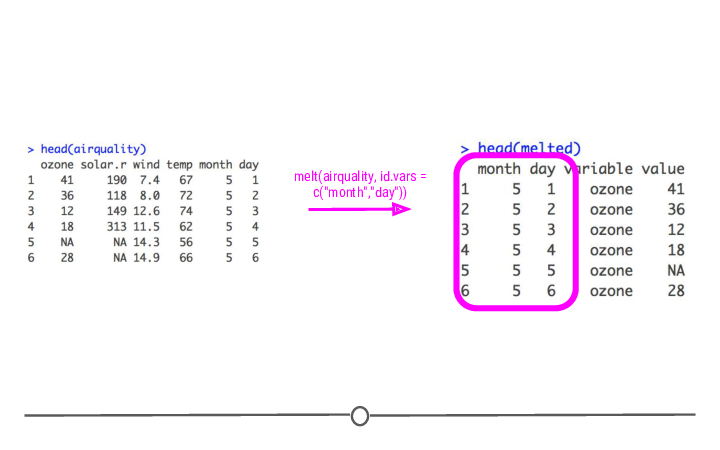 > head(airquality)
ozone solar.r wind temp month day
1 41 190 7.4 67 5 1
2 36 118 8.0 72 5 2
3 12 149 12.6 74 5 3
4 18 313 11.5 62 5 4
5 NA NA 14.3 56 5 5
6 28 NA 14.9 66 5 6
melt(airquality, id.vars =
c("month","day"))
> head(melted)
month day variable value
1 5 1 ozone 41
2 5 2 ozone 36
3 5 3 ozone 12
4 5 4 ozone 18
5 5 5 ozone NA
6 5 6 ozone 28